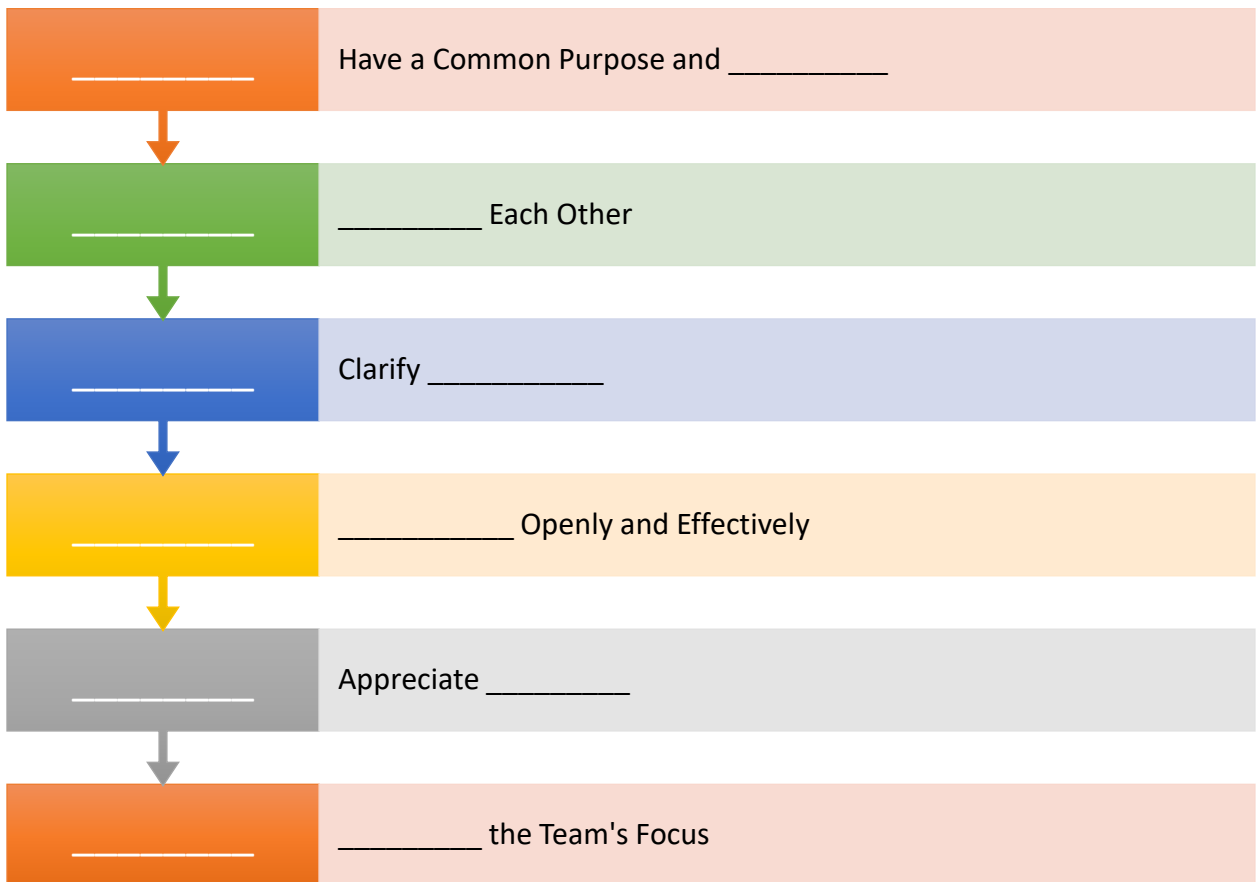 __________ Have a Common Purpose and __________
__________ _________ Each Other
__________ Clarify ___________
__________ ___________ Openly and Effectively
__________ Appreciate _________
__________ _________ the Team's Focus